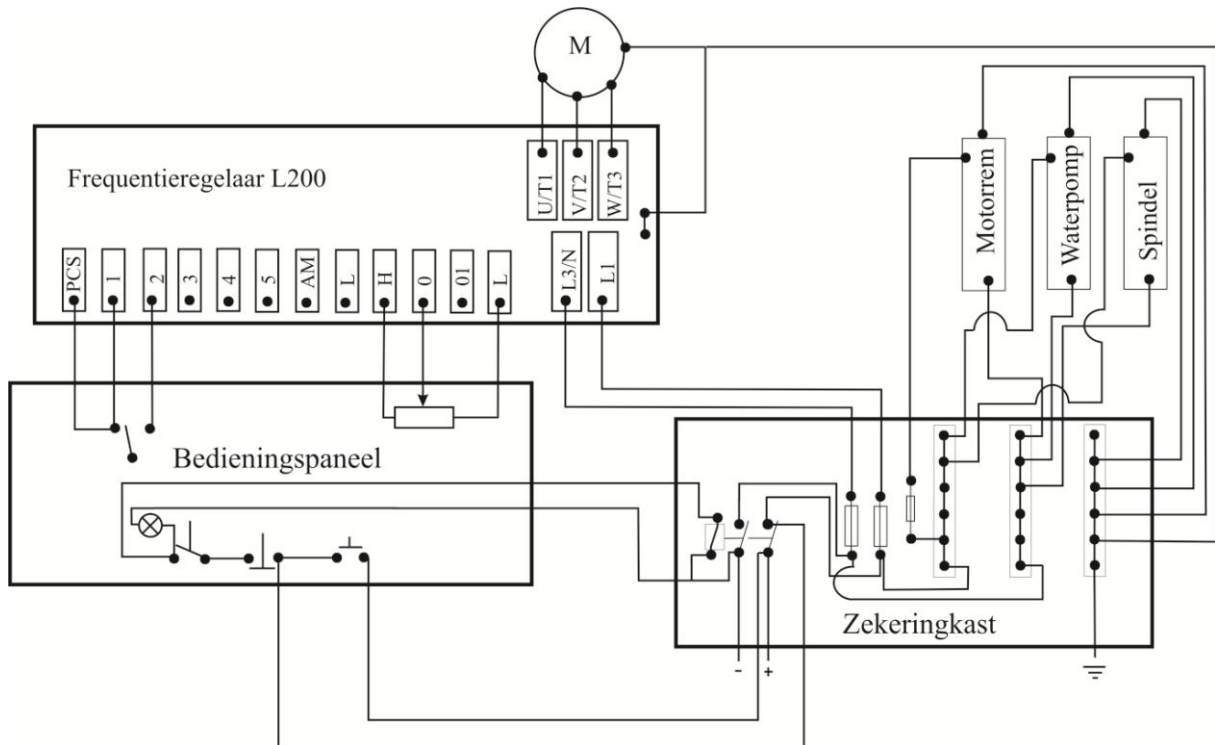 M
Frequentieregelaar L200
U/T1
V/T2
W/T3
PCS
1
2
3
4
5
AM
L
H
0
01
L
L3/N
L1
Motorrem
Waterpomp
Spindel
Bedieningspaneel
Zekeringkast
- +